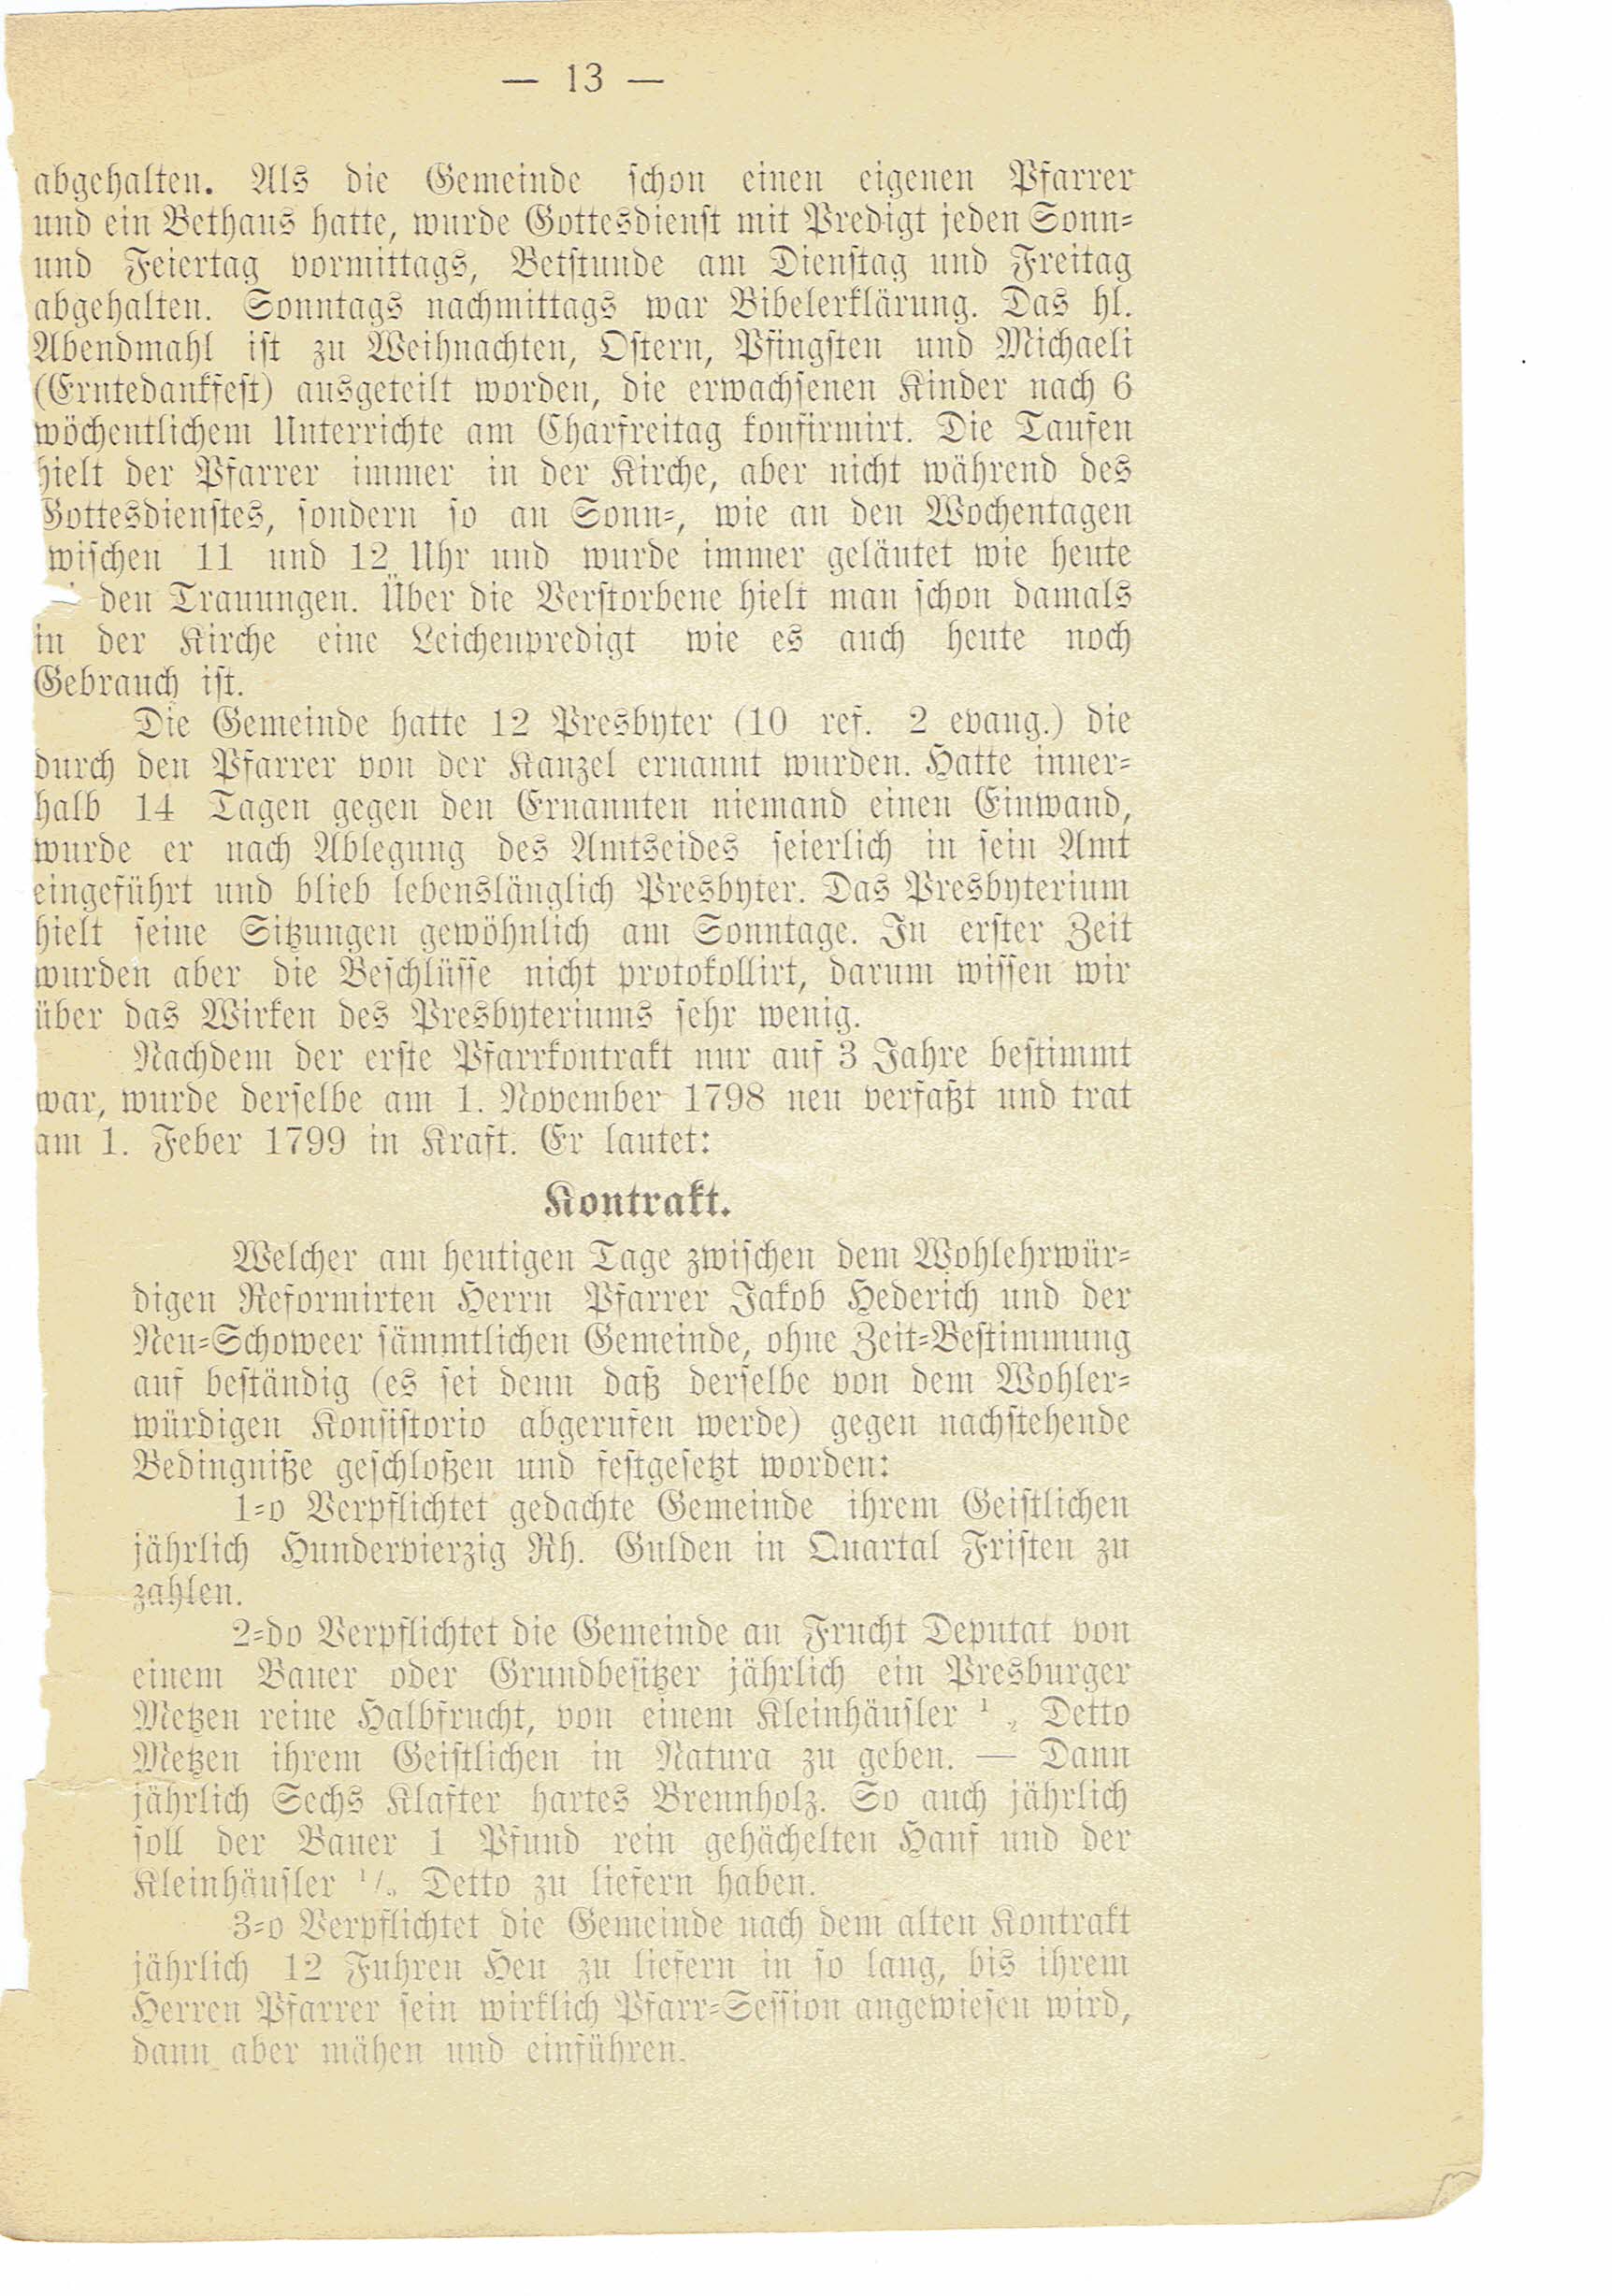 — 13 —
abgehalten. Als die Gemeinde schon einen eigenen Pfarrer
und ein Bethaus hatte, wurde Gottesdienst mit Predigt jeden Sonn-
und Feiertag vormittags, Betstunde am Dienstag und Freitag
abgehalten. Sonntags nachmittags war Bibelerklärung. Das hl.
Abendmahl ist zu Weihnachten, Ostern, Pfingsten und Michaeli
(Erntedankfest) ausgeteilt worden, die erwachsenen Kinder nach 6
wöchentlichem Unterrichte am Charfreitag konfirmirt. Die Taufen
hielt der Pfarrer immer in der Kirche, aber nicht während des
Gottesdienstes, sondern so an Sonn-, wie an den Wochentagen
wischen 11 und 12 Uhr und wurde immer geläutet wie heute
den Trauungen. Über die Verstorbene hielt man schon damals
in der Kirche eine Leichenpredigt wie es auch heute noch
Gebrauch ist.
Die Gemeinde hatte 12 Presbyter (10 ref. 2 evang.) die
durch den Pfarrer von der Kanzel ernannt wurden. Hatte inner-
halb 14 Tagen gegen den Ernannten niemand einen Einwand,
wurde er nach Ablegung des Amtseides feierlich in sein Amt
eingeführt und blieb lebenslänglich Presbyter. Das Presbyterium
hielt seine Sitzungen gewöhnlich am Sonntage. In erster Zeit
wurden aber die Beschlüsse nicht protokollirt, darum wissen wir
über das Wirken des Presbyteriums sehr wenig.
Nachdem der erste Pfarrkontrakt nur auf 3 Jahre bestimmt
war, wurde derselbe am 1. November 1798 neu verfaßt und trat
am 1. Feber 1799 in Kraft. Er lautet:
Kontrakt.
Welcher am heutigen Tage zwischen dem Wohlehrwür-
digen Reformirten Herrn Pfarrer Jakob Hederich und der
Neu-Schoweer sämmtlichen Gemeinde, ohne Zeit-Bestimmung
auf beständig (es sei denn daß derselbe von dem Wohler-
würdigen Konsistorio abgerufen werde) gegen nachstehende
Bedingniße geschloßen und festgesetzt worden:
1-o Verpflichtet gedachte Gemeinde ihrem Geistlichen
jährlich Hundervierzig Rh. Gulden in Quartal Fristen zu
zahlen.
2-do Verpflichtet die Gemeinde an Frucht Deputat von
einem Bauer oder Grundbesitzer jährlich ein Presburger
Metzen reine Halbfrucht, von einem Kleinhäusler 1/2 Detto
Metzen ihrem Geistlichen in Natura zu geben. — Dann
jährlich Sechs Klafter hartes Brennholz. So auch jährlich
soll der Bauer 1 Pfund rein gehächelten Hanf und der
Kleinhäusler 1/2 Detto zu liefern haben.
3-o Verpflichtet die Gemeinde nach dem alten Kontrakt
jährlich 12 Fuhren Heu zu liefern in so lang, bis ihrem
Herren Pfarrer sein wirklich Pfarr-Session angewiesen wird,
dann aber mähen und einführen.